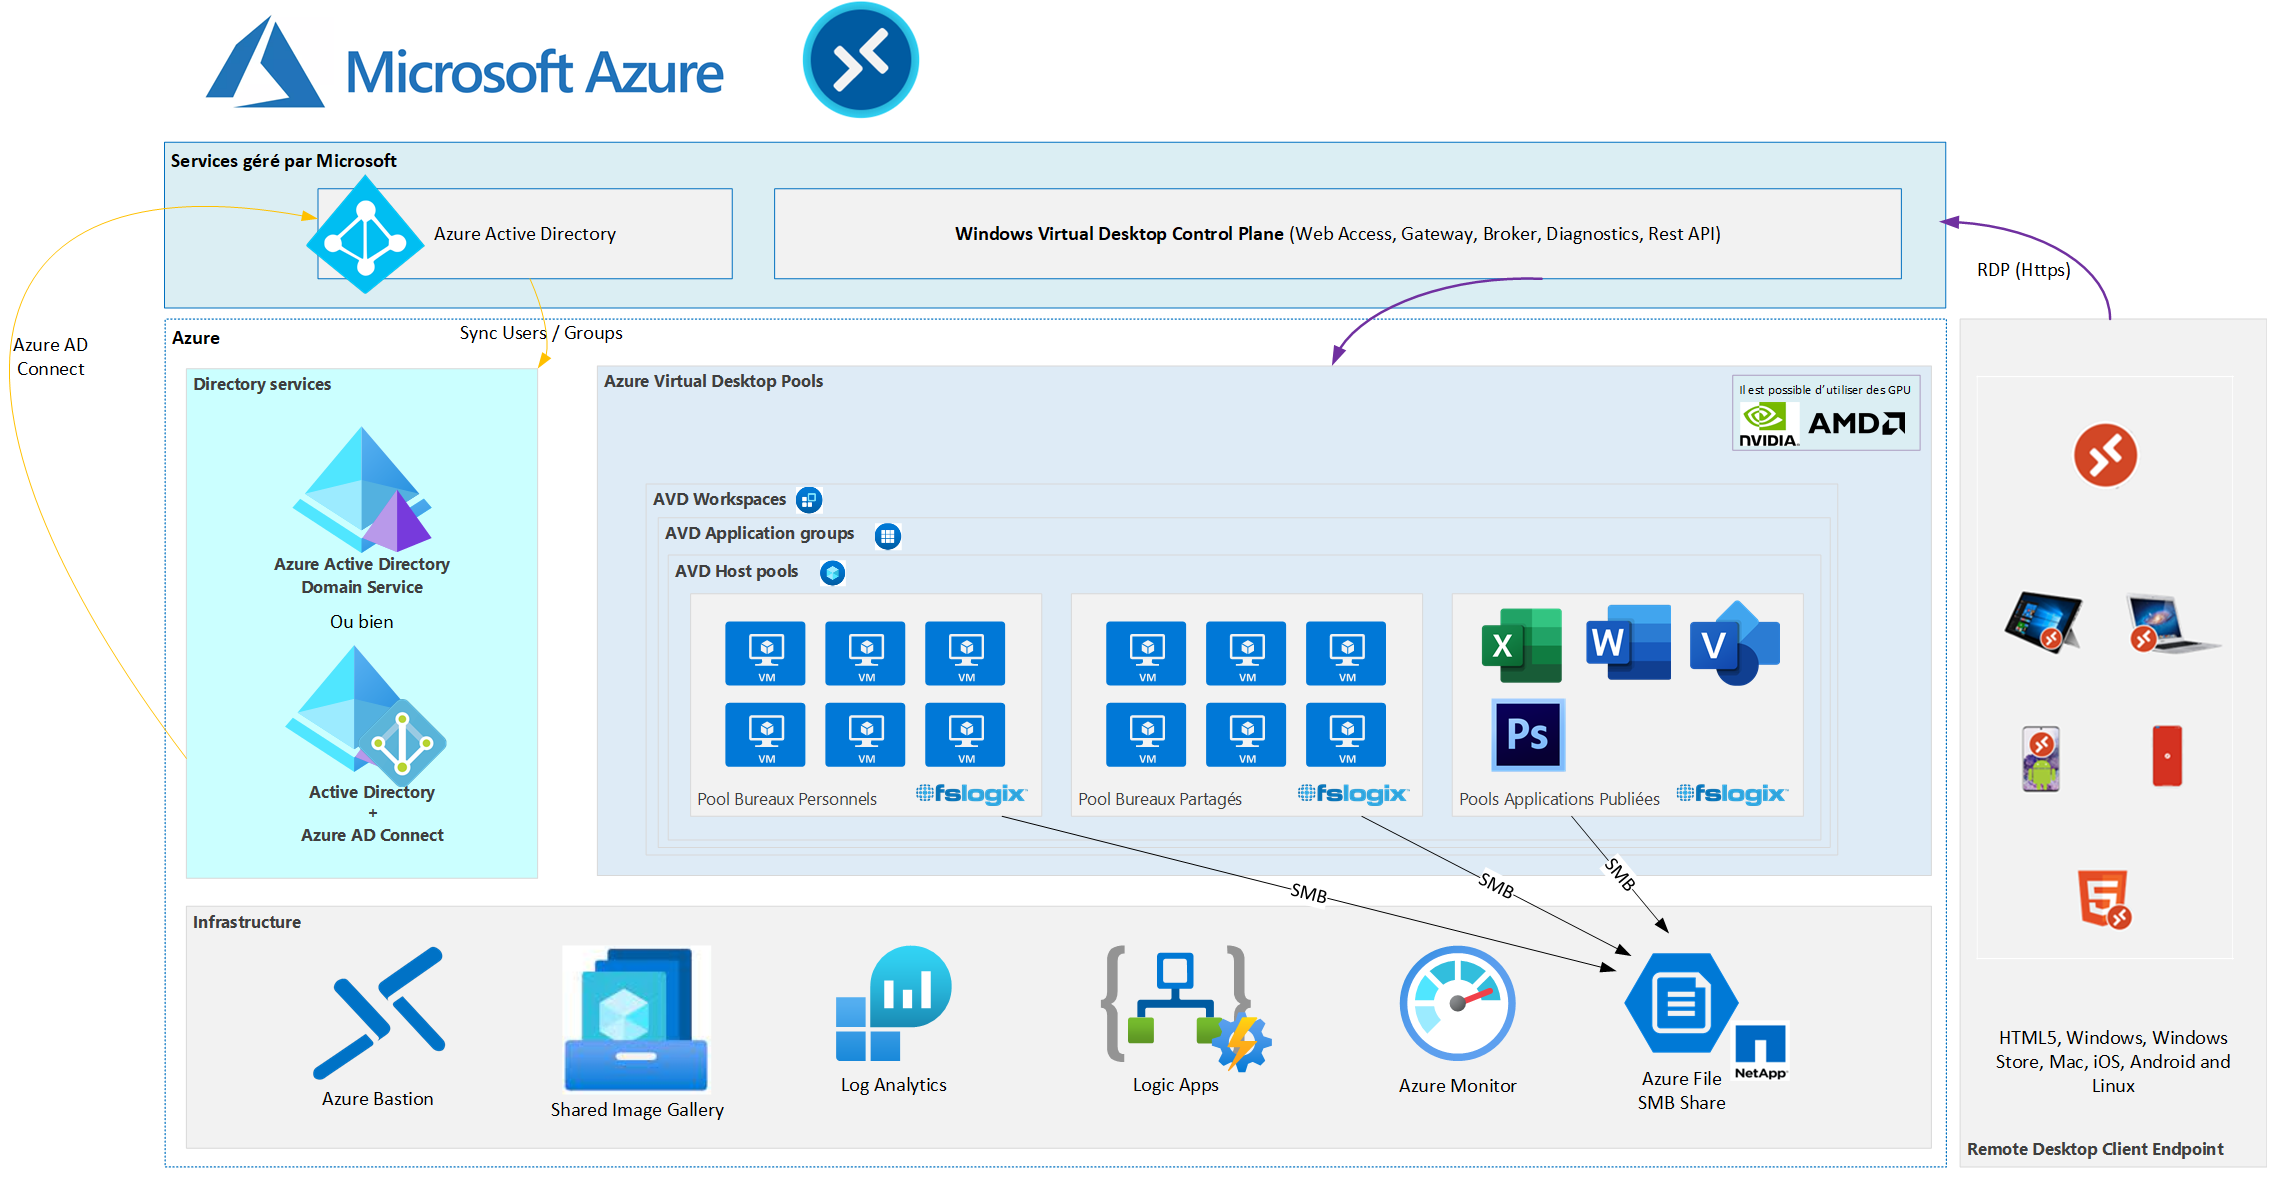 Microsoft Azure
Services géré par Microsoft
Azure Active Directory
Windows Virtual Desktop Control Plane (Web Access, Gateway, Broker, Diagnostics, Rest API)
RDP (Https)
Azure AD
Connect
Sync Users / Groups
Azure
Directory services
Azure Active Directory
Domain Service
Ou bien
Active Directory
+
Azure AD Connect
Azure Virtual Desktop Pools
Il est possible d'utiliser des GPU
NVIDIA.
AMD
AVD Workspaces
AVD Application groups
AVD Host pools
VM
VM
VM
VM
VM
VM
Pool Bureaux Personnels
fslogix
VM
VM
VM
VM
VM
VM
Pool Bureaux Partagés
fslogix
X
W
V
Ps
Pools Applications Publiées
fslogix
SMB
SMB
SMB
Infrastructure
Azure Bastion
Shared Image Gallery
Log Analytics
Logic Apps
Azure Monitor
Azure File
SMB Share
NetApp
HTML5, Windows, Windows
Store, Mac, iOS, Android and
Linux
Remote Desktop Client Endpoint